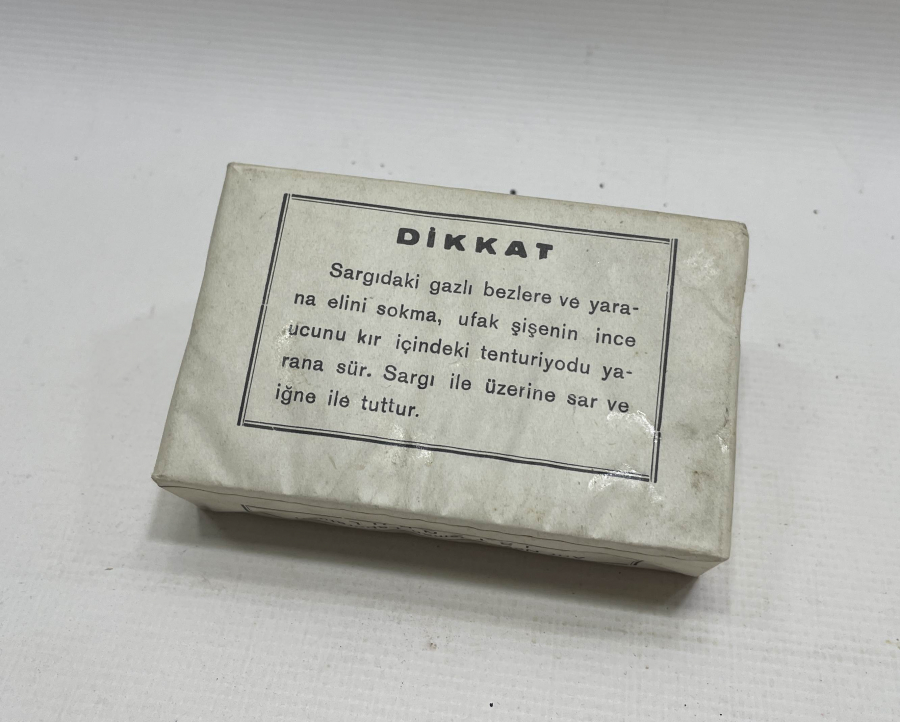 DİKKAT
Sargıdaki gazlı bezlere ve yara-
na elini sokma, ufak şişenin ince
ucunu kır içindeki tenturiyodu ya-
rana sür. Sargı ile üzerine sar ve
iğne ile tuttur.